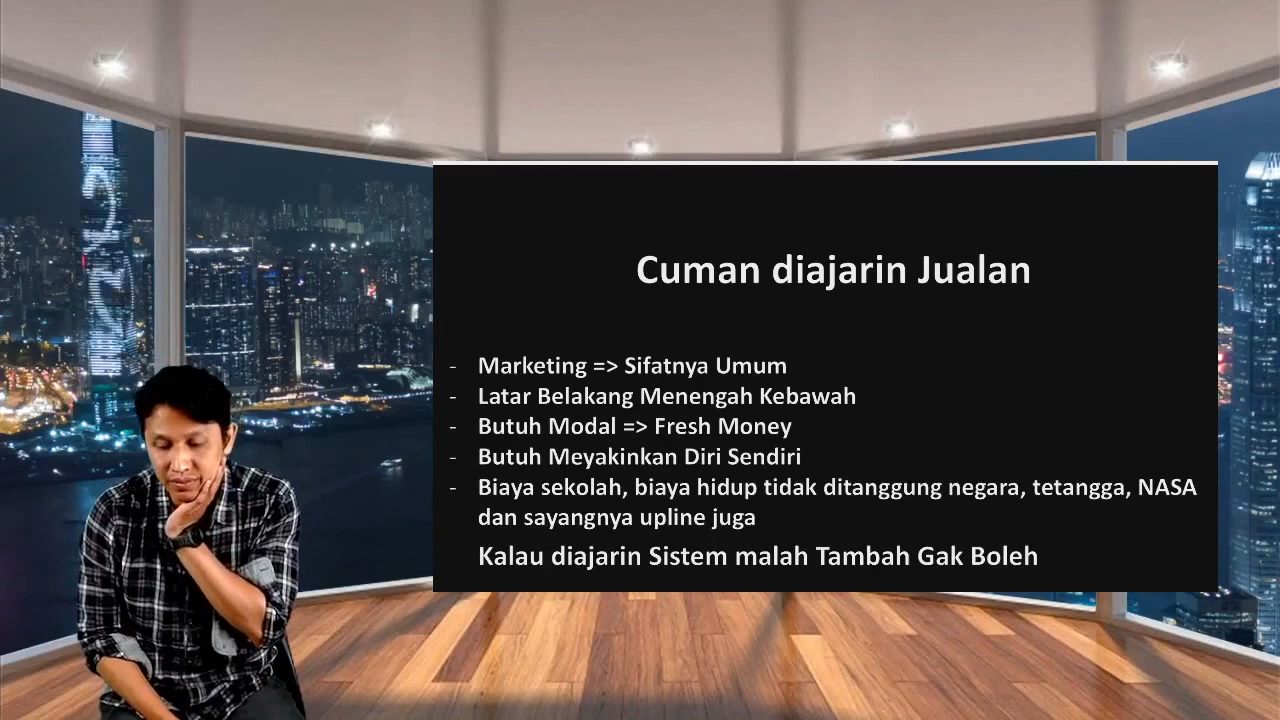 Cuman diajarin Jualan
- Marketing => Sifatnya Umum
- Latar Belakang Menengah Kebawah
- Butuh Modal => Fresh Money
- Butuh Meyakinkan Diri Sendiri
- Biaya sekolah, biaya hidup tidak ditanggung negara, tetangga, NASA
dan sayangnya upline juga
Kalau diajarin Sistem malah Tambah Gak Boleh